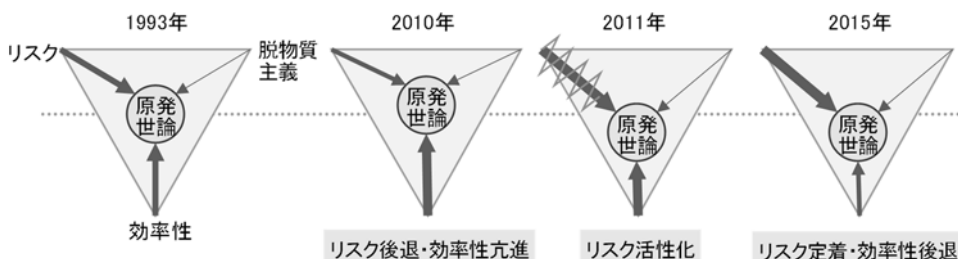 1993年
2010年
2011年
2015年
リスク
脱物質
主義
原発
世論
原発
世論
原発
世論
原発
世論
効率性
リスク後退・効率性亢進
リスク活性化
リスク定着・効率性後退